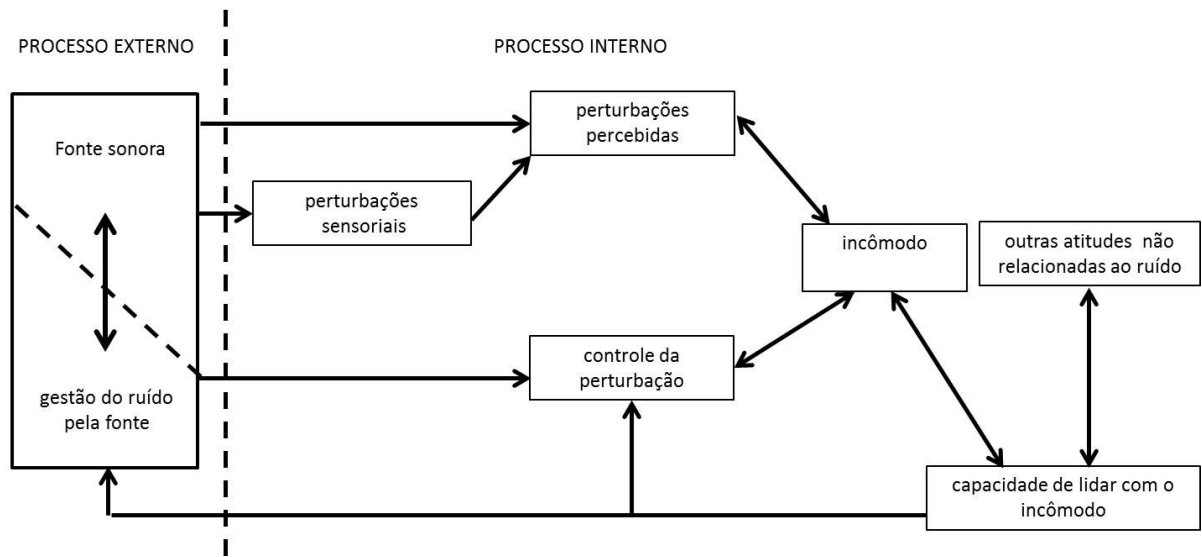 PROCESSO EXTERNO
PROCESSO INTERNO
Fonte sonora
gestão do ruído
pela fonte
perturbações
sensoriais
perturbações
percebidas
controle da
perturbação
incômodo
outras atitudes não
relacionadas ao ruído
capacidade de lidar com o
incômodo